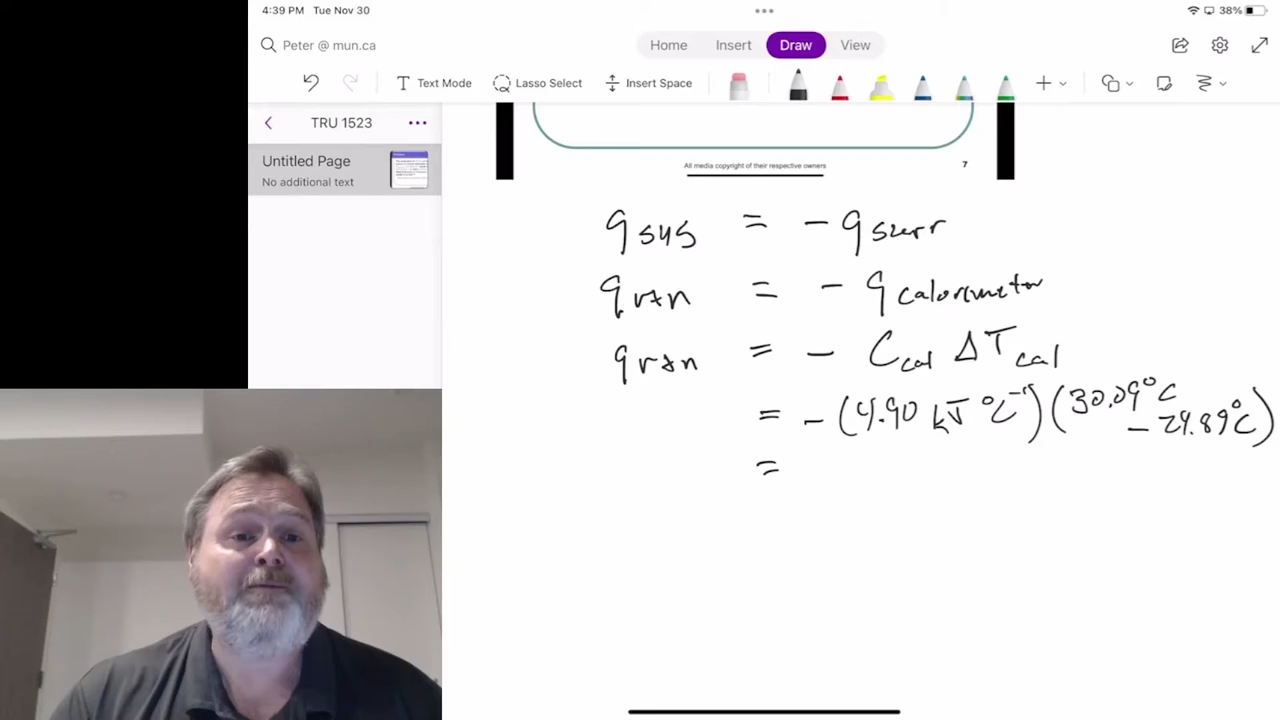 4:39 PM Tue Nov 30
38%
Peter @ mun.ca
Home Insert Draw View
Text Mode Lasso Select Insert Space
TRU 1523
Untitled Page
No additional text
All media copyright of their respective owners
7
q sys = - q surr
q rxn = - q calorimeter
q rxn = - C cal ΔT cal
= - (4.90 kJ °C⁻¹) (30.09°C
- 24.89°C)
=